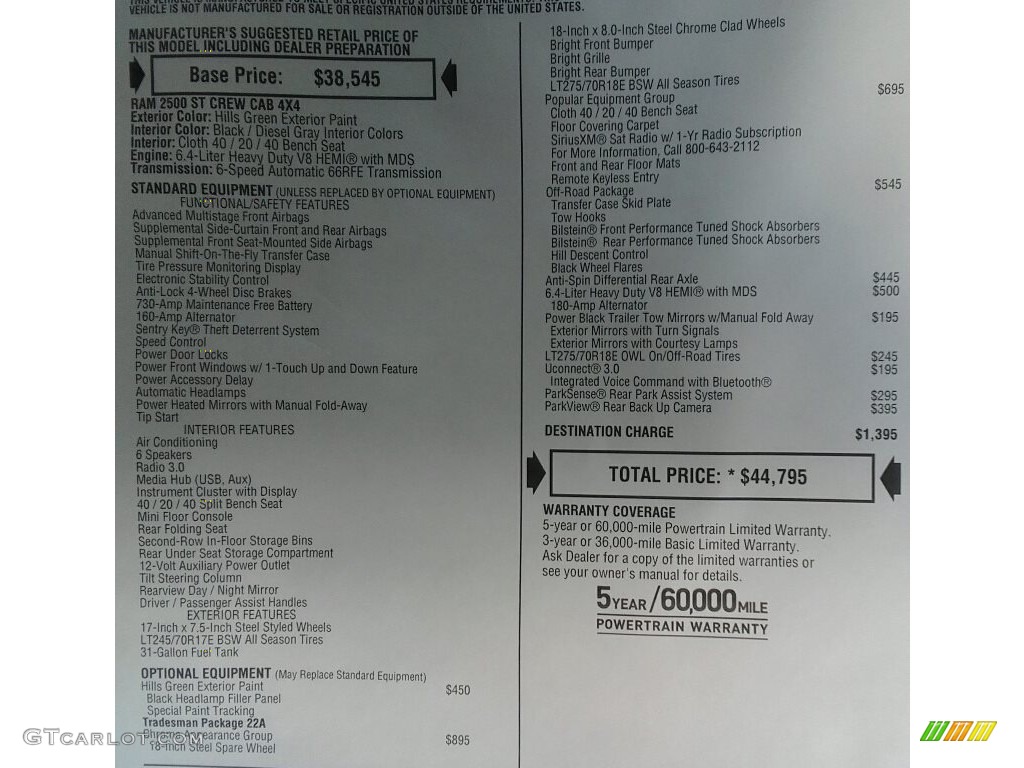 VEHICLE IS NOT MANUFACTURED FOR SALE OR REGISTRATION OUTSIDE OF THE UNITED STATES.
MANUFACTURER'S SUGGESTED RETAIL PRICE OF
THIS MODEL INCLUDING DEALER PREPARATION
Base Price: $38,545
RAM 2500 ST CREW CAB 4X4
Exterior Color: Hills Green Exterior Paint
Interior Color: Black / Diesel Gray Interior Colors
Interior: Cloth 40 / 20 / 40 Bench Seat
Engine: 6.4-Liter Heavy Duty V8 HEMI® with MDS
Transmission: 6-Speed Automatic 66RFE Transmission
STANDARD EQUIPMENT (UNLESS REPLACED BY OPTIONAL EQUIPMENT)
FUNCTIONAL/SAFETY FEATURES
Advanced Multistage Front Airbags
Supplemental Side-Curtain Front and Rear Airbags
Supplemental Front Seat-Mounted Side Airbags
Manual Shift-On-The-Fly Transfer Case
Tire Pressure Monitoring Display
Electronic Stability Control
Anti-Lock 4-Wheel Disc Brakes
730-Amp Maintenance Free Battery
160-Amp Alternator
Sentry Key® Theft Deterrent System
Speed Control
Power Door Locks
Power Front Windows w/ 1-Touch Up and Down Feature
Power Accessory Delay
Automatic Headlamps
Power Heated Mirrors with Manual Fold-Away
Tip Start
INTERIOR FEATURES
Air Conditioning
6 Speakers
Radio 3.0
Media Hub (USB, Aux)
Instrument Cluster with Display
40 / 20 / 40 Split Bench Seat
Mini Floor Console
Rear Folding Seat
Second-Row In-Floor Storage Bins
Rear Under Seat Storage Compartment
12-Volt Auxiliary Power Outlet
Tilt Steering Column
Rearview Day / Night Mirror
Driver / Passenger Assist Handles
EXTERIOR FEATURES
17-Inch x 7.5-Inch Steel Styled Wheels
LT245/70R17E BSW All Season Tires
31-Gallon Fuel Tank
OPTIONAL EQUIPMENT (May Replace Standard Equipment)
Hills Green Exterior Paint $450
Black Headlamp Filler Panel
Special Paint Tracking
Tradesman Package 22A
Chrome Appearance Group $895
18-Inch Steel Spare Wheel
18-Inch x 8.0-Inch Steel Chrome Clad Wheels
Bright Front Bumper
Bright Grille
Bright Rear Bumper
LT275/70R18E BSW All Season Tires
Popular Equipment Group $695
Cloth 40 / 20 / 40 Bench Seat
Floor Covering Carpet
SiriusXM® Sat Radio w/ 1-Yr Radio Subscription
For More Information, Call 800-643-2112
Front and Rear Floor Mats
Remote Keyless Entry
Off-Road Package $545
Transfer Case Skid Plate
Tow Hooks
Bilstein® Front Performance Tuned Shock Absorbers
Bilstein® Rear Performance Tuned Shock Absorbers
Hill Descent Control
Black Wheel Flares
Anti-Spin Differential Rear Axle $445
6.4-Liter Heavy Duty V8 HEMI® with MDS $500
180-Amp Alternator
Power Black Trailer Tow Mirrors w/Manual Fold Away $195
Exterior Mirrors with Turn Signals
Exterior Mirrors with Courtesy Lamps
LT275/70R18E OWL On/Off-Road Tires $245
Uconnect® 3.0 $195
Integrated Voice Command with Bluetooth®
ParkSense® Rear Park Assist System $295
ParkView® Rear Back Up Camera $395
DESTINATION CHARGE $1,395
TOTAL PRICE: * $44,795
WARRANTY COVERAGE
5-year or 60,000-mile Powertrain Limited Warranty.
3-year or 36,000-mile Basic Limited Warranty.
Ask Dealer for a copy of the limited warranties or
see your owner's manual for details.
5YEAR/60,000MILE
POWERTRAIN WARRANTY
GTCARLOT.COM